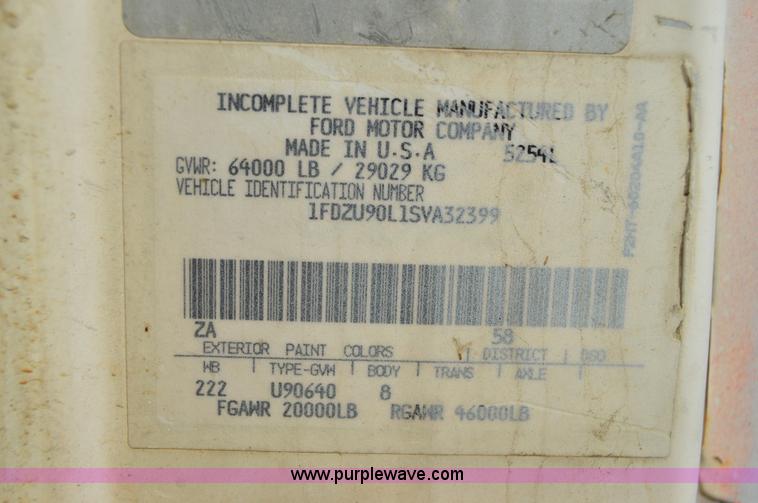 INCOMPLETE VEHICLE MANUFACTURED BY
FORD MOTOR COMPANY
MADE IN U.S.A 5254L
GVWR: 64000 LB / 29029 KG
VEHICLE IDENTIFICATION NUMBER
1FDZU90L1SVA32399
ZA 58
EXTERIOR PAINT COLORS DISTRICT DSO
WB TYPE-GVW BODY TRANS AXLE
222 U90640 8
FGAWR 20000LB RGAWR 46000LB
www.purplewave.com